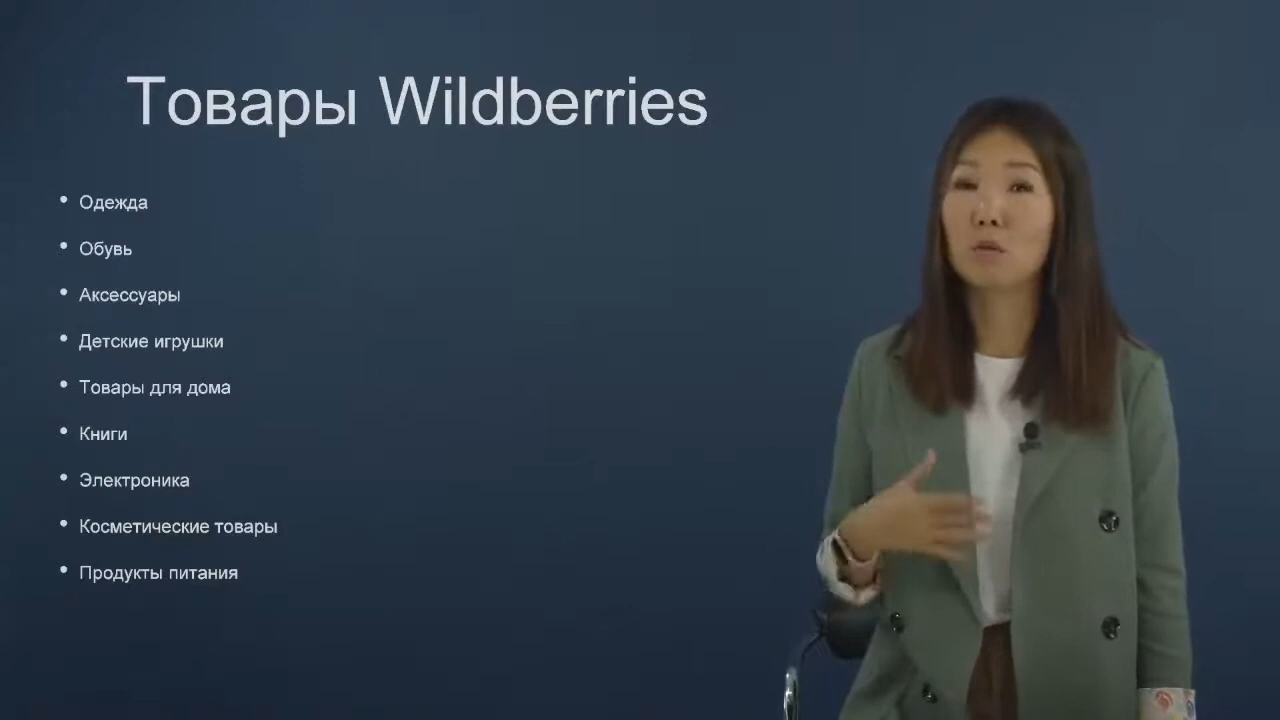 Товары Wildberries
• Одежда
• Обувь
• Аксессуары
• Детские игрушки
• Товары для дома
• Книги
• Электроника
• Косметические товары
• Продукты питания